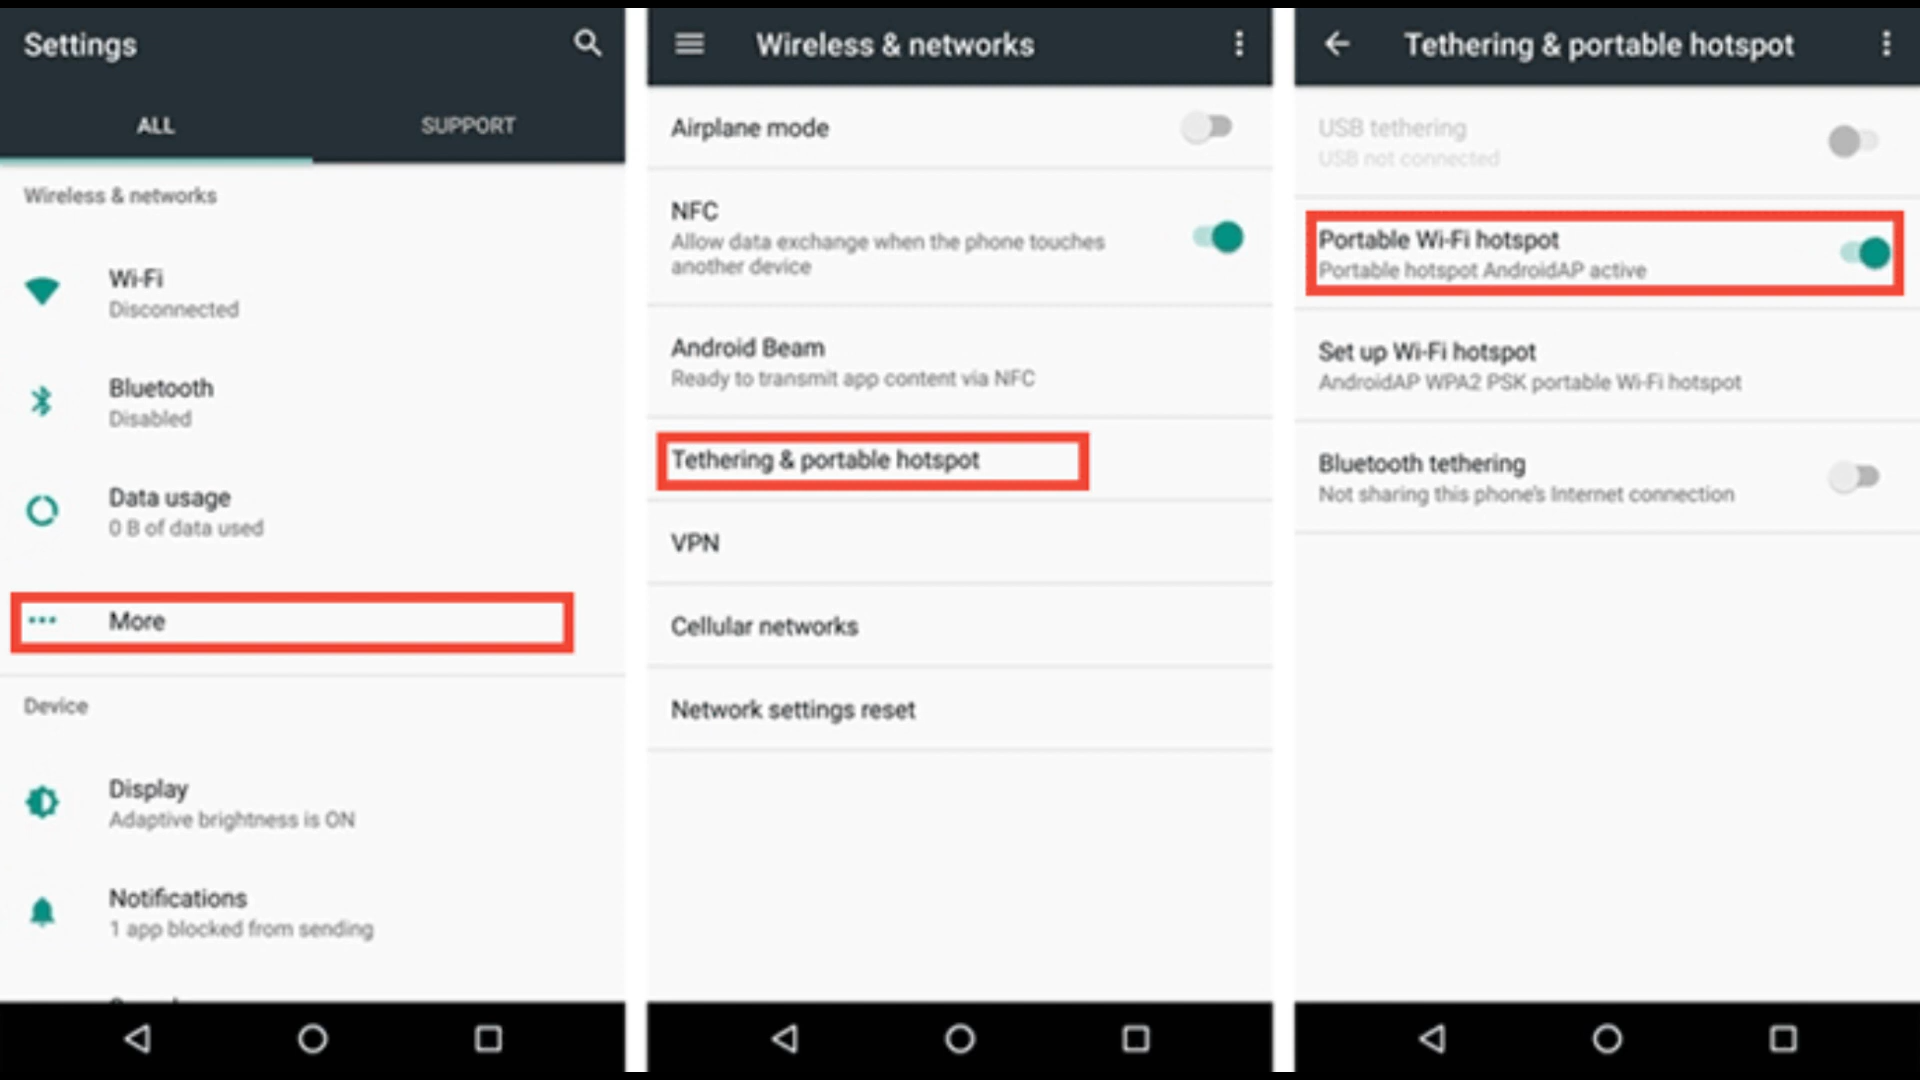 Settings
ALL
SUPPORT
Wireless & networks
Wi-Fi
Disconnected
Bluetooth
Disabled
Data usage
0 B of data used
More
Device
Display
Adaptive brightness is ON
Notifications
1 app blocked from sending
Wireless & networks
Airplane mode
NFC
Allow data exchange when the phone touches
another device
Android Beam
Ready to transmit app content via NFC
Tethering & portable hotspot
VPN
Cellular networks
Network settings reset
Tethering & portable hotspot
USB tethering
USB not connected
Portable Wi-Fi hotspot
Portable hotspot AndroidAP active
Set up Wi-Fi hotspot
AndroidAP WPA2 PSK portable Wi-Fi hotspot
Bluetooth tethering
Not sharing this phone's Internet connection